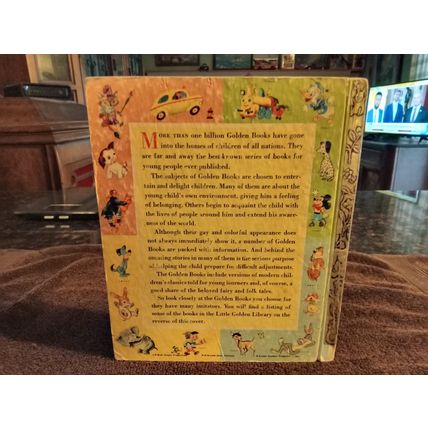 MORE THAN one billion Golden Books have gone
into the homes of children of all nations. They
are far and away the best-known series of books for
young people ever published.
The subjects of Golden Books are chosen to enter-
tain and delight children. Many of them are about the
young child's own environment, giving him a feeling
of belonging. Others begin to acquaint the child with
the lives of people around him and extend his aware-
ness of the world.
Although their gay and colorful appearance does
not always immediately show it, a number of Golden
Books are packed with information. And behind the
amusing stories in many of them is the serious purpose
of helping the child prepare for difficult adjustments.
The Golden Books include versions of modern chil-
dren's classics told for young listeners and, of course, a
good share of the beloved fairy and folk tales.
So look closely at the Golden Books you choose for
they have many imitators. You will find a listing of
some of the books in the Little Golden Library on the
reverse of this cover.